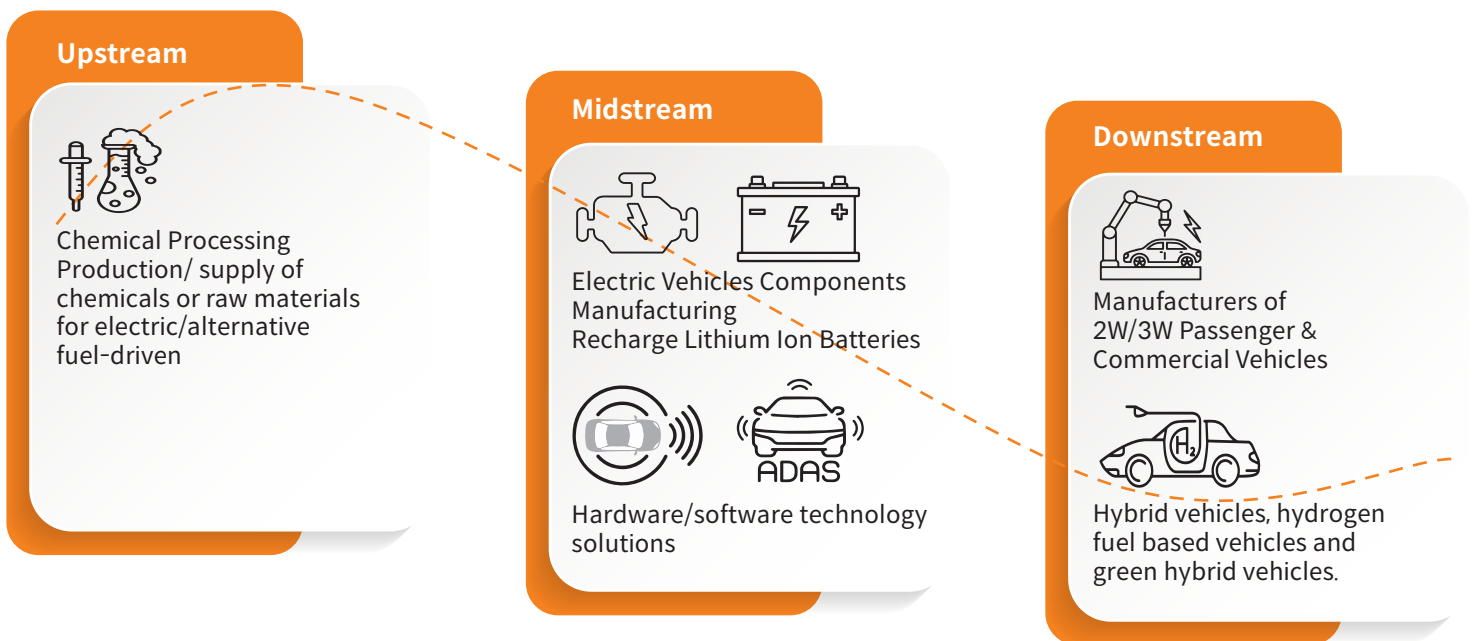 Upstream
Chemical Processing
Production/ supply of
chemicals or raw materials
for electric/alternative
fuel-driven
Midstream
Electric Vehicles Components
Manufacturing
Recharge Lithium Ion Batteries
ADAS
Hardware/software technology
solutions
Downstream
Manufacturers of
2W/3W Passenger &
Commercial Vehicles
H₂
Hybrid vehicles, hydrogen
fuel based vehicles and
green hybrid vehicles.